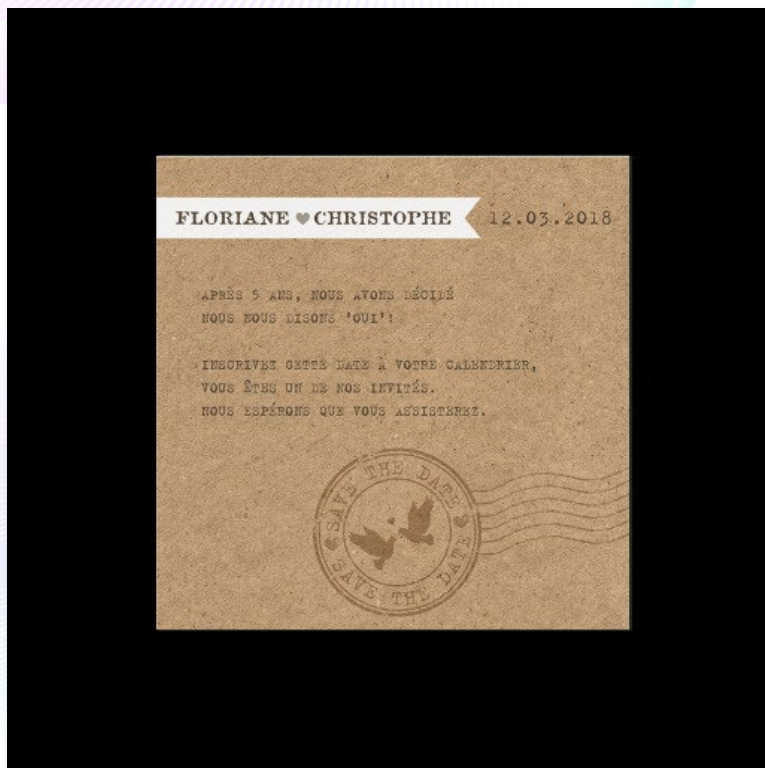 FLORIANE ♥ CHRISTOPHE 12.03.2018
APRÈS 5 ANS, NOUS AVONS DÉCIDÉ
NOUS NOUS DISONS 'OUI'!
INSCRIVEZ CETTE DATE À VOTRE CALENDRIER,
VOUS ÊTES UN DE NOS INVITÉS.
NOUS ESPÉRONS QUE VOUS ASSISTEREZ.
SAVE THE DATE
SAVE THE DATE